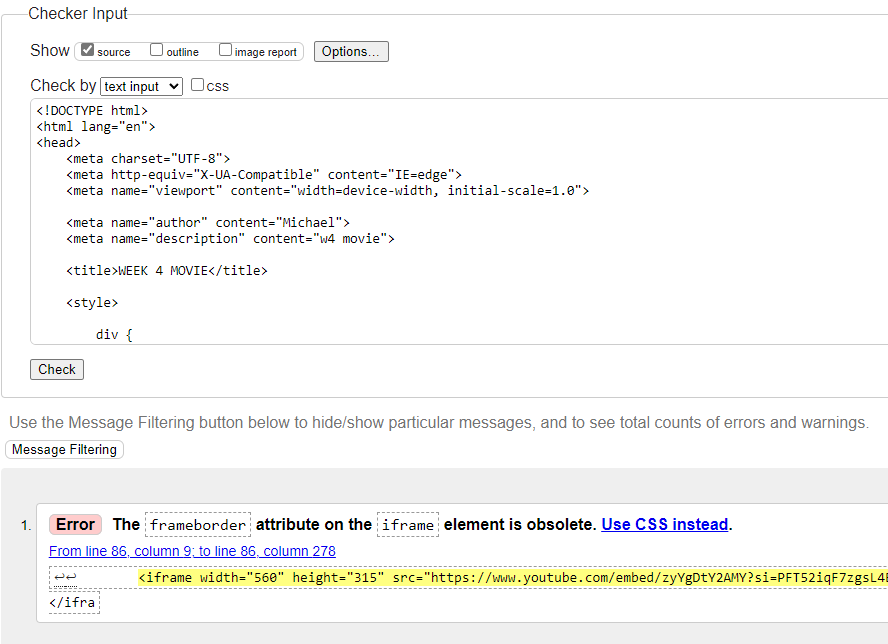 Checker Input
Show source outline image report Options...
Check by text input css
<!DOCTYPE html>
<html lang="en">
<head>
    <meta charset="UTF-8">
    <meta http-equiv="X-UA-Compatible" content="IE=edge">
    <meta name="viewport" content="width=device-width, initial-scale=1.0">
    <meta name="author" content="Michael">
    <meta name="description" content="w4 movie">
    <title>WEEK 4 MOVIE</title>
    <style>
        div {
Check
Use the Message Filtering button below to hide/show particular messages, and to see total counts of errors and warnings.
Message Filtering
1. Error The frameborder attribute on the iframe element is obsolete. Use CSS instead.
From line 86, column 9; to line 86, column 278
↩↩        <iframe width="560" height="315" src="https://www.youtube.com/embed/zyYgDtY2AMY?si=PFT52iqF7zgsL4
</ifra